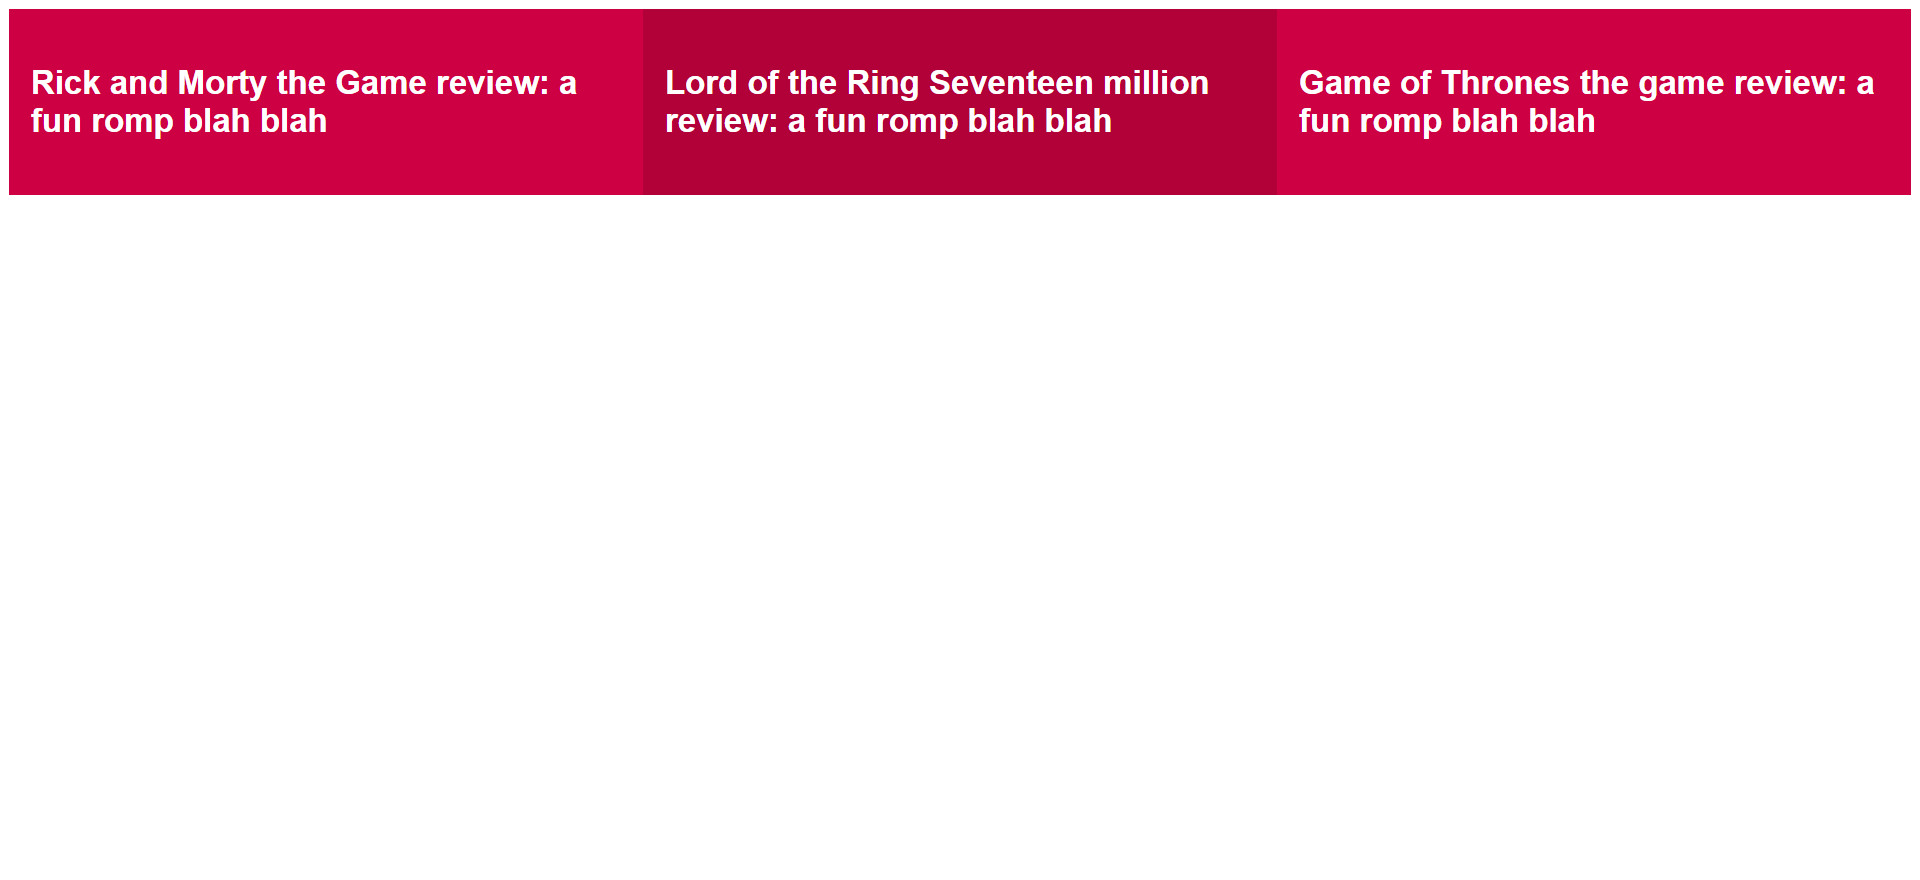 Rick and Morty the Game review: a
fun romp blah blah
Lord of the Ring Seventeen million
review: a fun romp blah blah
Game of Thrones the game review: a
fun romp blah blah